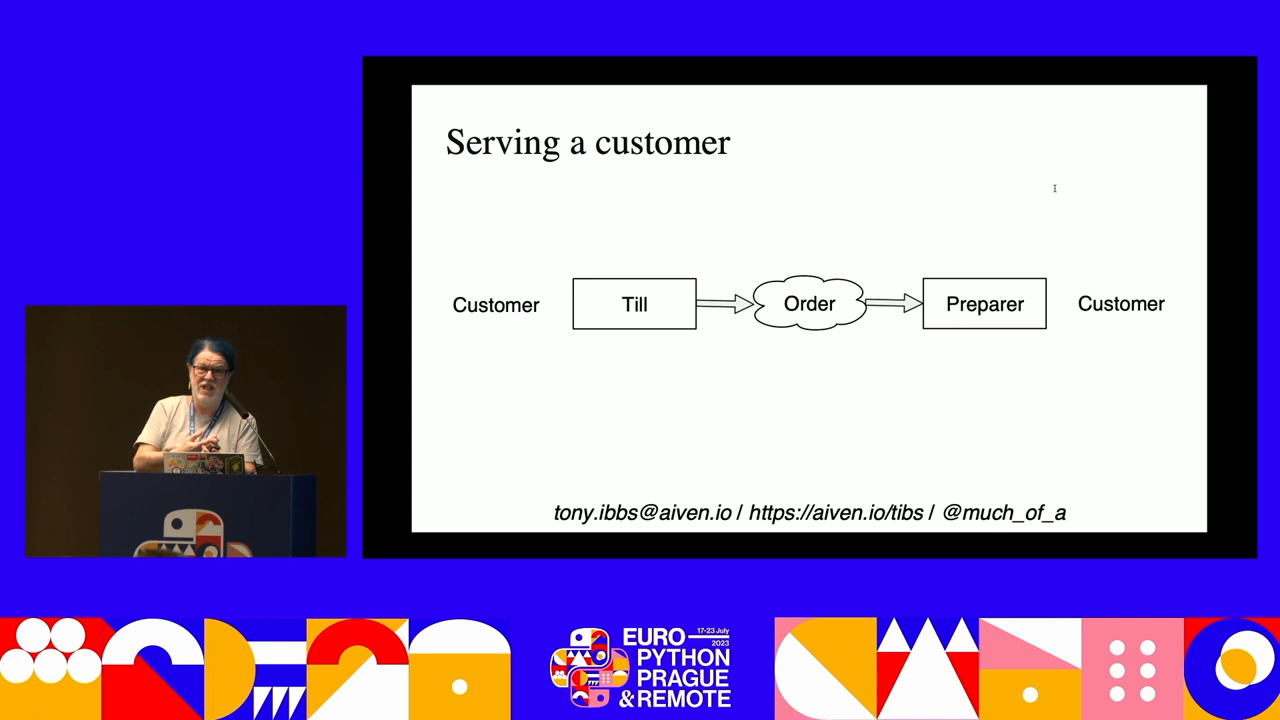 Serving a customer
Customer
Till
Order
Preparer
Customer
tony.ibbs@aiven.io / https://aiven.io/tibs / @much_of_a
EURO
17-23 July
2023
PYTHON
PRAGUE
& REMOTE